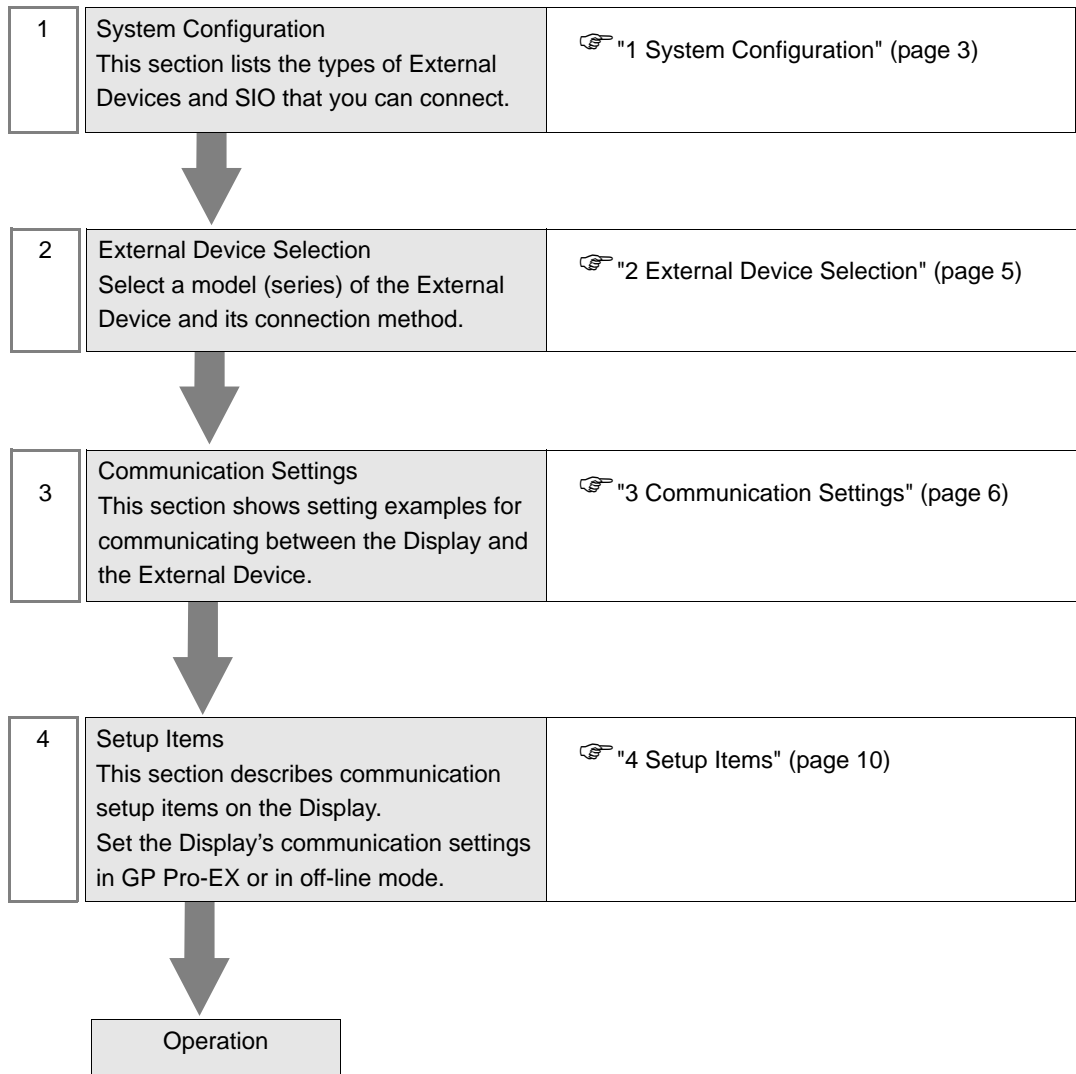 1
System Configuration
This section lists the types of External
Devices and SIO that you can connect.
"1 System Configuration" (page 3)
2
External Device Selection
Select a model (series) of the External
Device and its connection method.
"2 External Device Selection" (page 5)
3
Communication Settings
This section shows setting examples for
communicating between the Display and
the External Device.
"3 Communication Settings" (page 6)
4
Setup Items
This section describes communication
setup items on the Display.
Set the Display's communication settings
in GP Pro-EX or in off-line mode.
"4 Setup Items" (page 10)
Operation